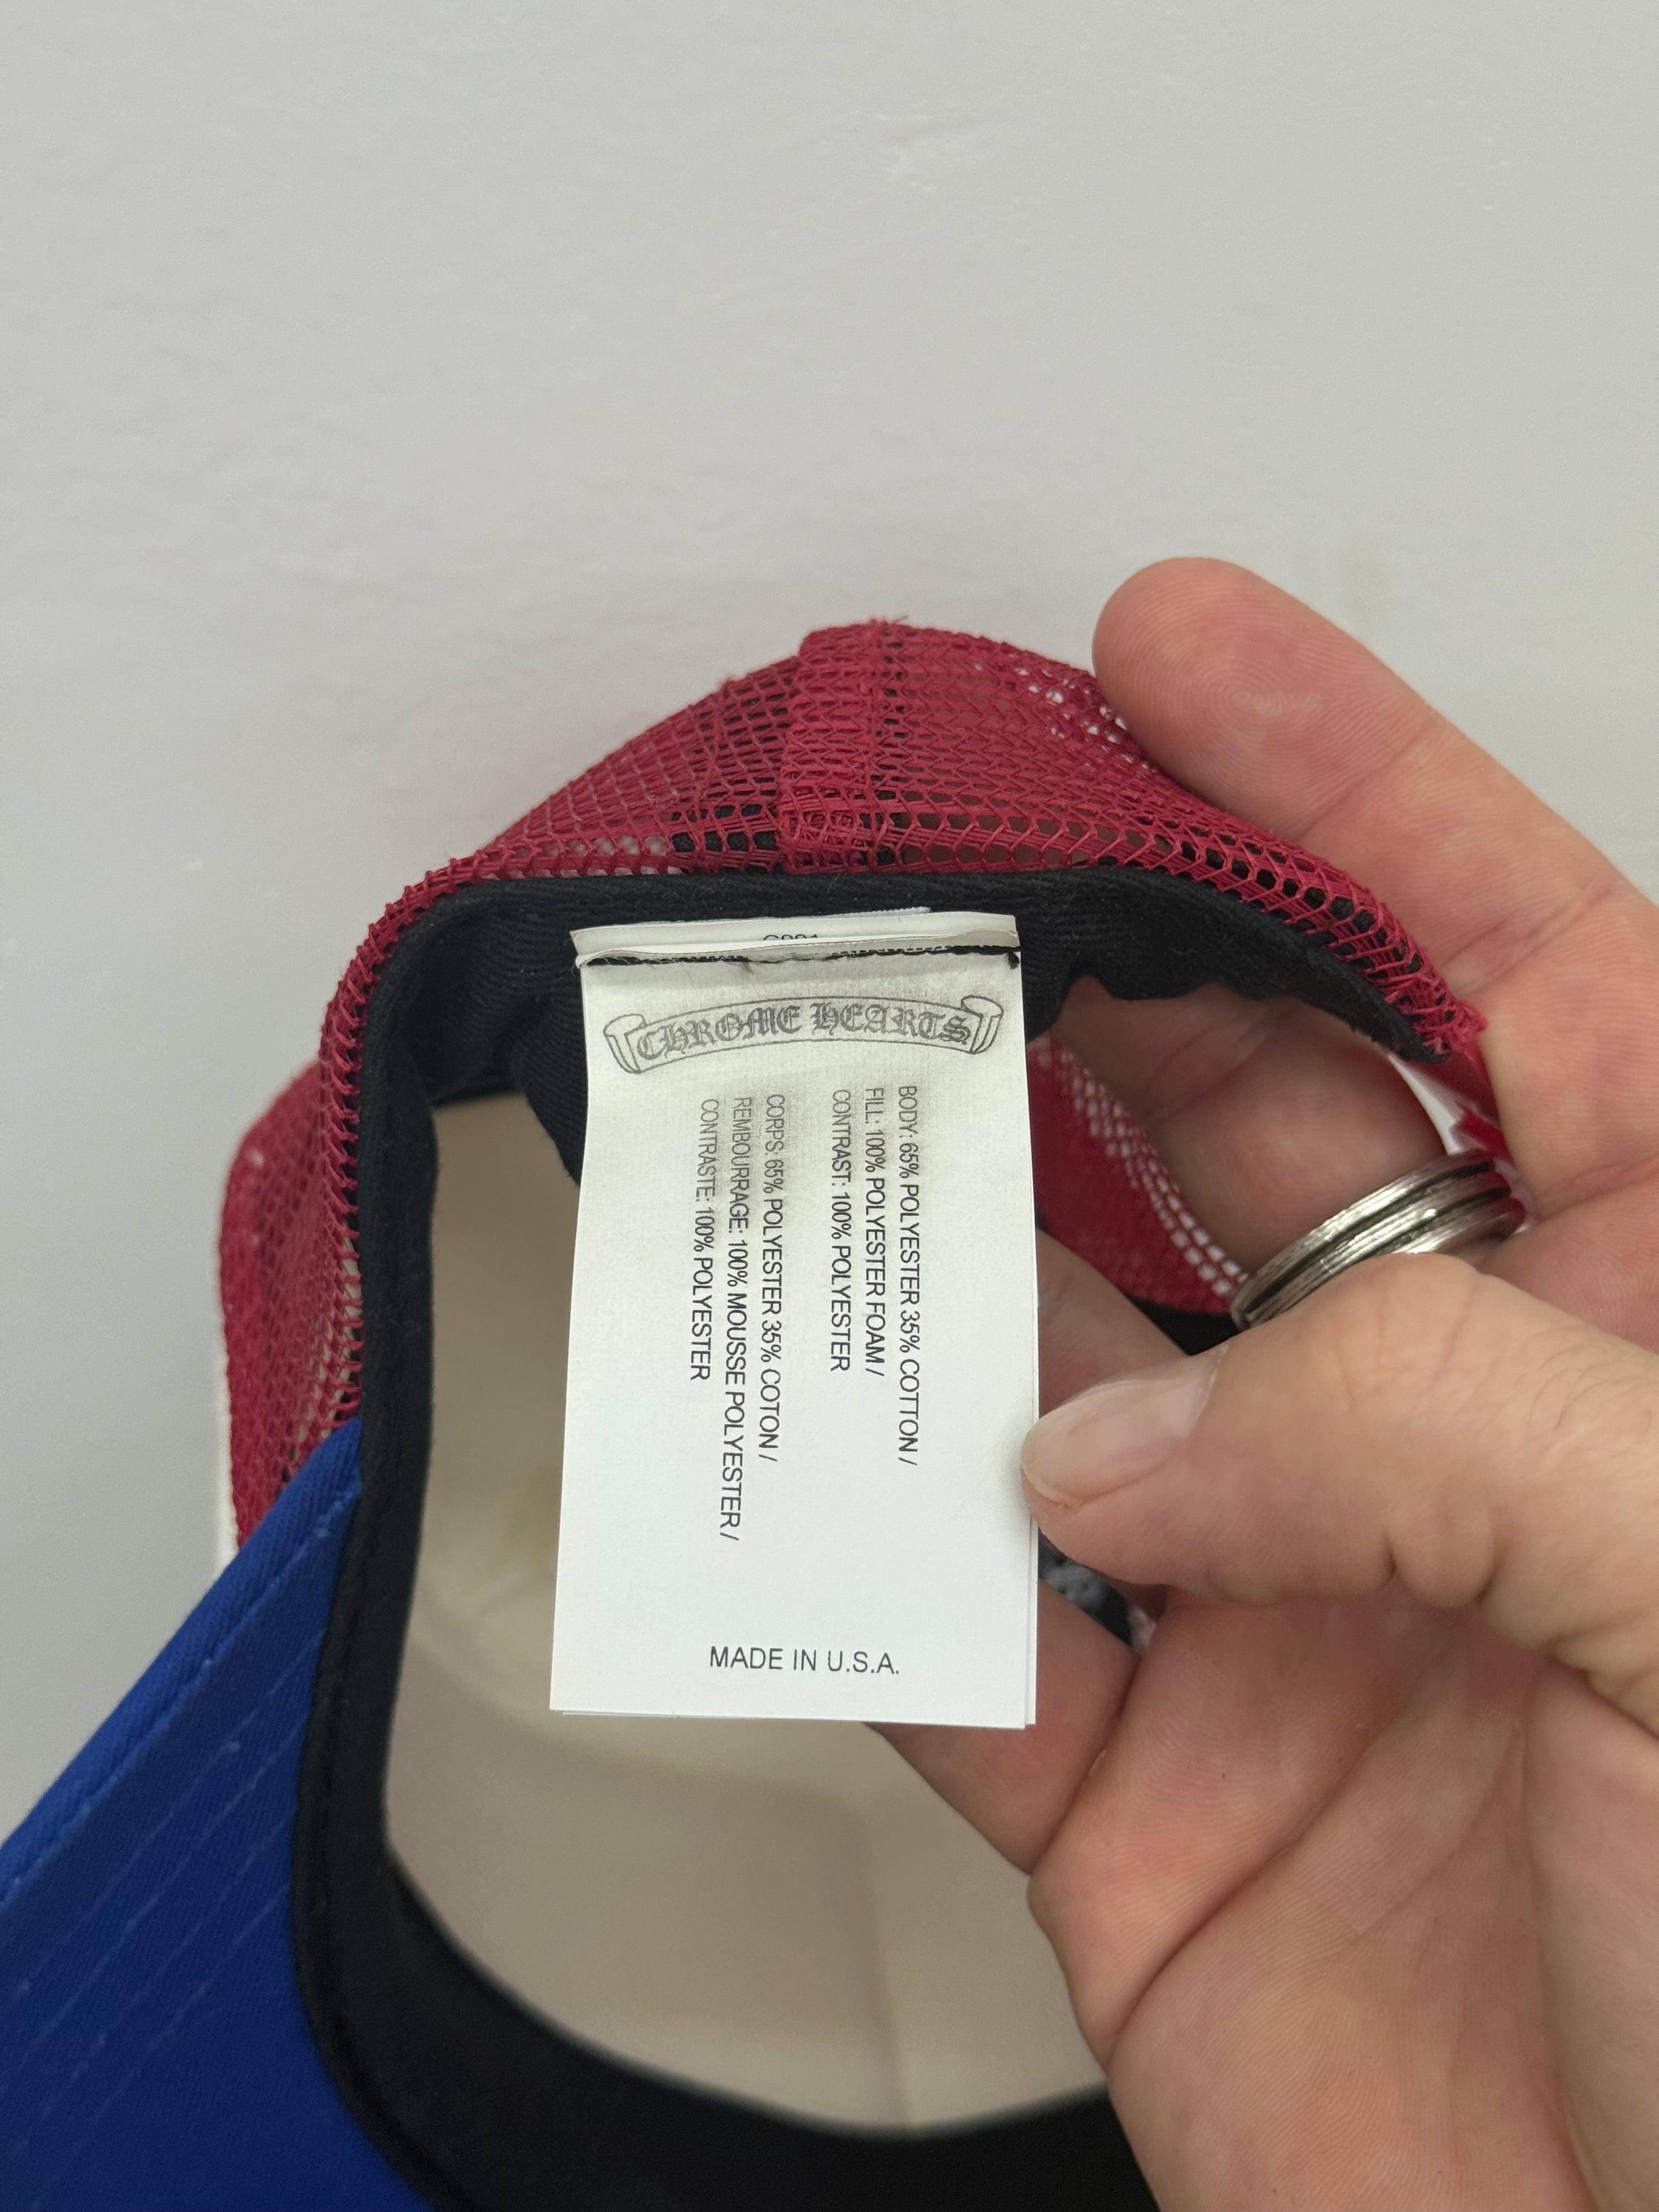 CHROME HEARTS
BODY: 65% POLYESTER 35% COTTON /
FILL: 100% POLYESTER FOAM /
CONTRAST: 100% POLYESTER
CORPS: 65% POLYESTER 35% COTON /
REMBOURRAGE: 100% MOUSSE POLYESTER /
CONTRASTE: 100% POLYESTER
MADE IN U.S.A.